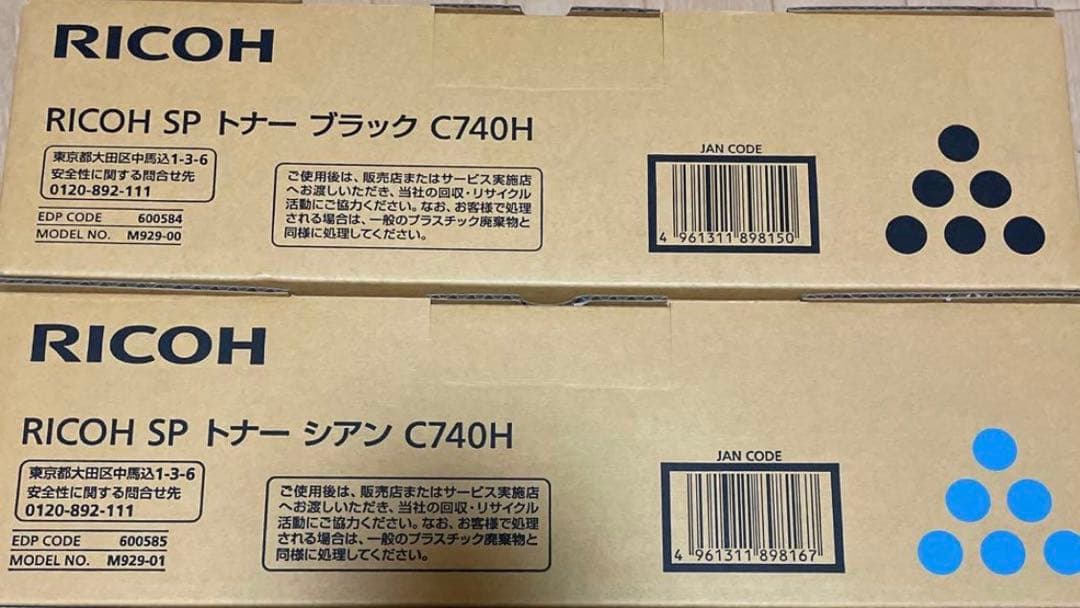 RICOH
RICOH SP トナー ブラック C740H
東京都大田区中馬込1-3-6
安全性に関する問合せ先
0120-892-111
EDP CODE 600584
MODEL NO. M929-00
ご使用後は、販売店またはサービス実施店
へお渡しいただき、当社の回収・リサイクル
活動にご協力ください。なお、お客様で処理
される場合は、一般のプラスチック廃棄物と
同様に処理してください。
JAN CODE
4 961311 898150
RICOH
RICOH SP トナー シアン C740H
東京都大田区中馬込1-3-6
安全性に関する問合せ先
0120-892-111
EDP CODE 600585
MODEL NO. M929-01
ご使用後は、販売店またはサービス実施店
へお渡しいただき、当社の回収・リサイクル
活動にご協力ください。なお、お客様で処理
される場合は、一般のプラスチック廃棄物と
同様に処理してください。
JAN CODE
4 961311 898167